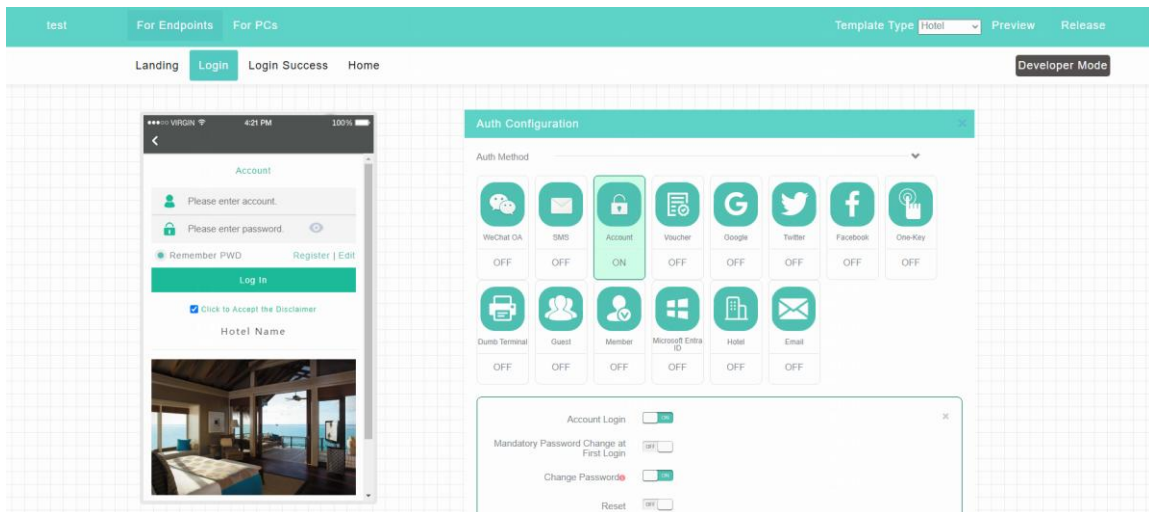 test For Endpoints For PCs Template Type Hotel Preview Release
Landing Login Login Success Home Developer Mode
●●●○○ VIRGIN 4:21 PM 100%
Account
Please enter account.
Please enter password.
Remember PWD Register | Edit
Log In
Click to Accept the Disclaimer
Hotel Name
Auth Configuration ×
Auth Method
WeChat OA SMS Account Voucher Google Twitter Facebook One-Key
OFF OFF ON OFF OFF OFF OFF OFF
Dumb Terminal Guest Member Microsoft Entra ID Hotel Email
OFF OFF OFF OFF OFF OFF
Account Login ON ×
Mandatory Password Change at
First Login OFF
Change Password ON
Reset OFF